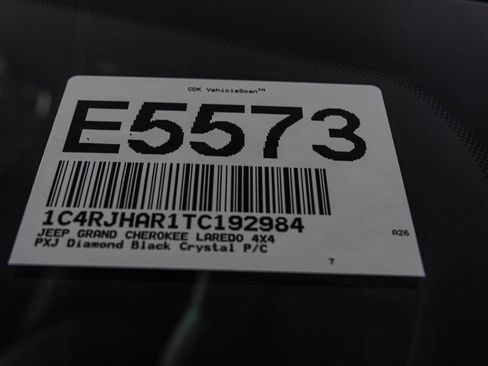 CDK VehicleScan™
E5573
1C4RJHAR1TC192984
JEEP GRAND CHEROKEE LAREDO 4X4
PXJ Diamond Black Crystal P/C
A26
7